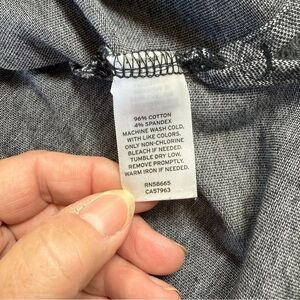 96% COTTON
4% SPANDEX
MACHINE WASH COLD,
WITH LIKE COLORS.
ONLY NON-CHLORINE
BLEACH IF NEEDED.
TUMBLE DRY LOW,
REMOVE PROMPTLY,
WARM IRON IF NEEDED.
RN58665
CA57963